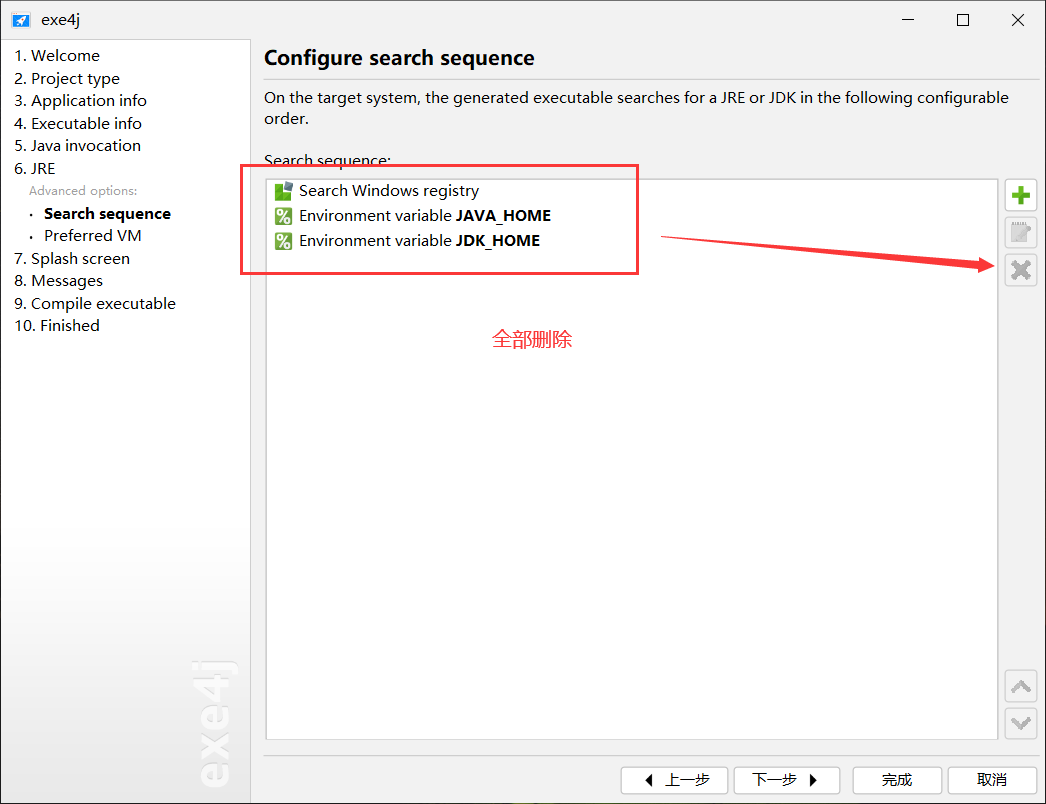 exe4j
1. Welcome
2. Project type
3. Application info
4. Executable info
5. Java invocation
6. JRE
Advanced options:
· Search sequence
· Preferred VM
7. Splash screen
8. Messages
9. Compile executable
10. Finished
exe4j
Configure search sequence
On the target system, the generated executable searches for a JRE or JDK in the following configurable
order.
Search sequence:
Search Windows registry
Environment variable JAVA_HOME
Environment variable JDK_HOME
全部删除
上一步
下一步
完成
取消